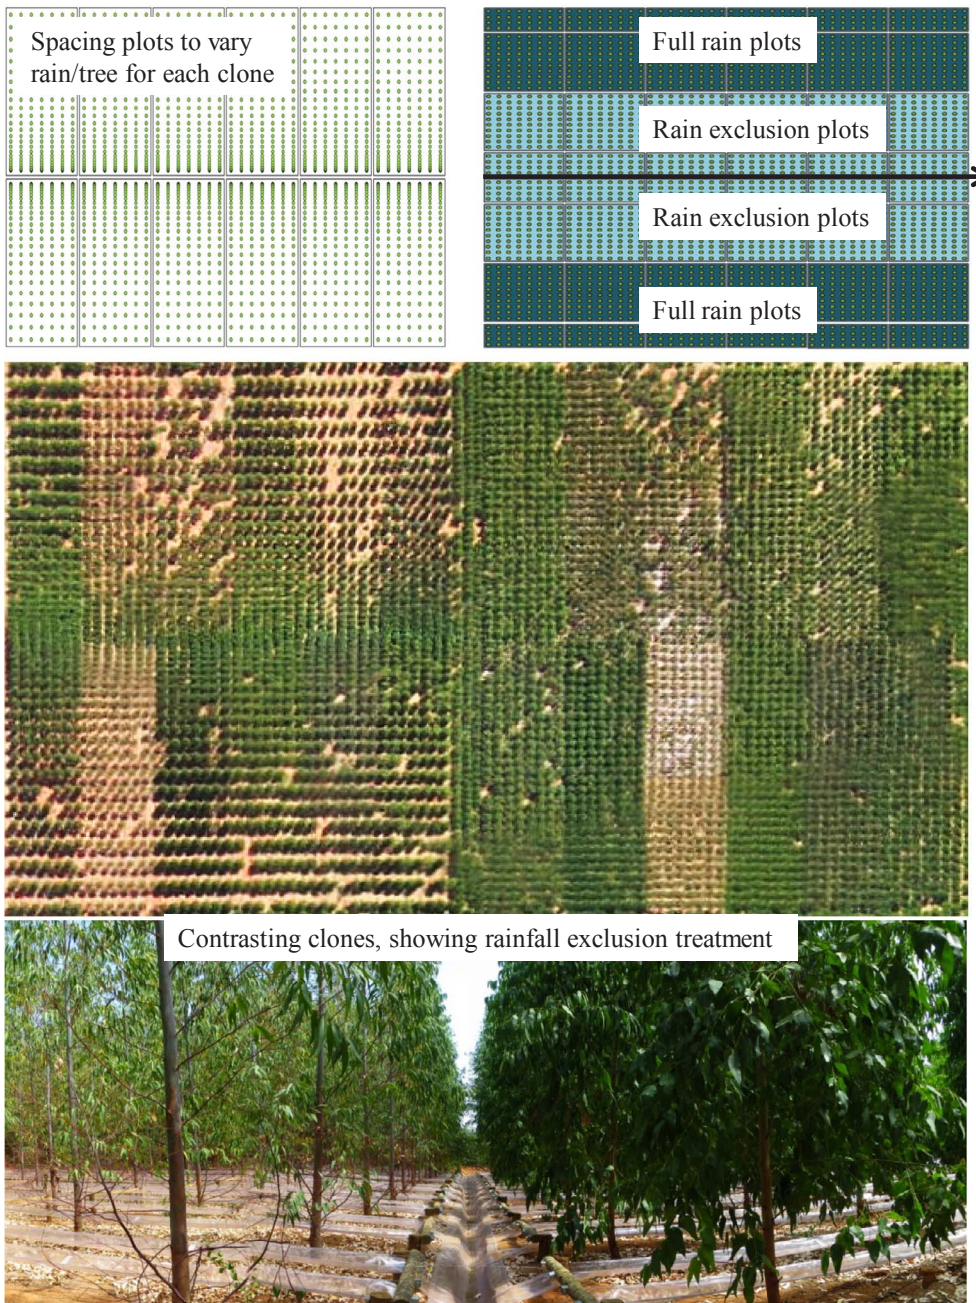 Spacing plots to vary
rain/tree for each clone
Full rain plots
Rain exclusion plots
Rain exclusion plots
Full rain plots
Contrasting clones, showing rainfall exclusion treatment